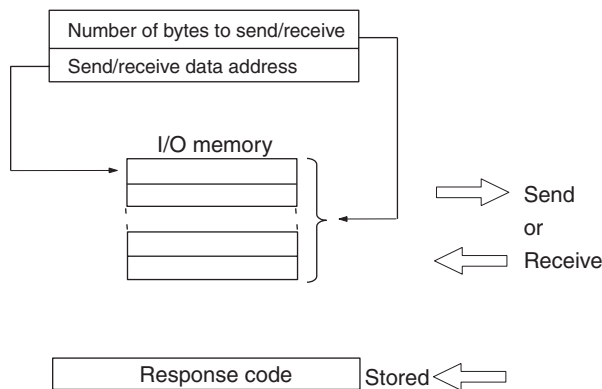 Number of bytes to send/receive
Send/receive data address
I/O memory
Send
or
Receive
Response code
Stored